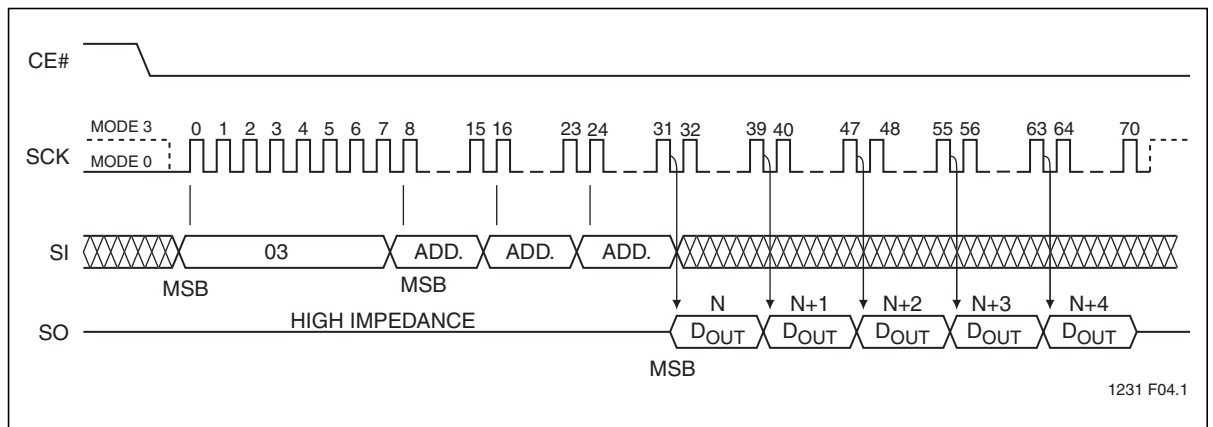 CE#
MODE 3
0 1 2 3 4 5 6 7 8 15 16 23 24 31 32 39 40 47 48 55 56 63 64 70
SCK
MODE 0
SI
03 ADD. ADD. ADD.
MSB MSB
HIGH IMPEDANCE
N N+1 N+2 N+3 N+4
SO
DOUT DOUT DOUT DOUT DOUT
MSB
1231 F04.1